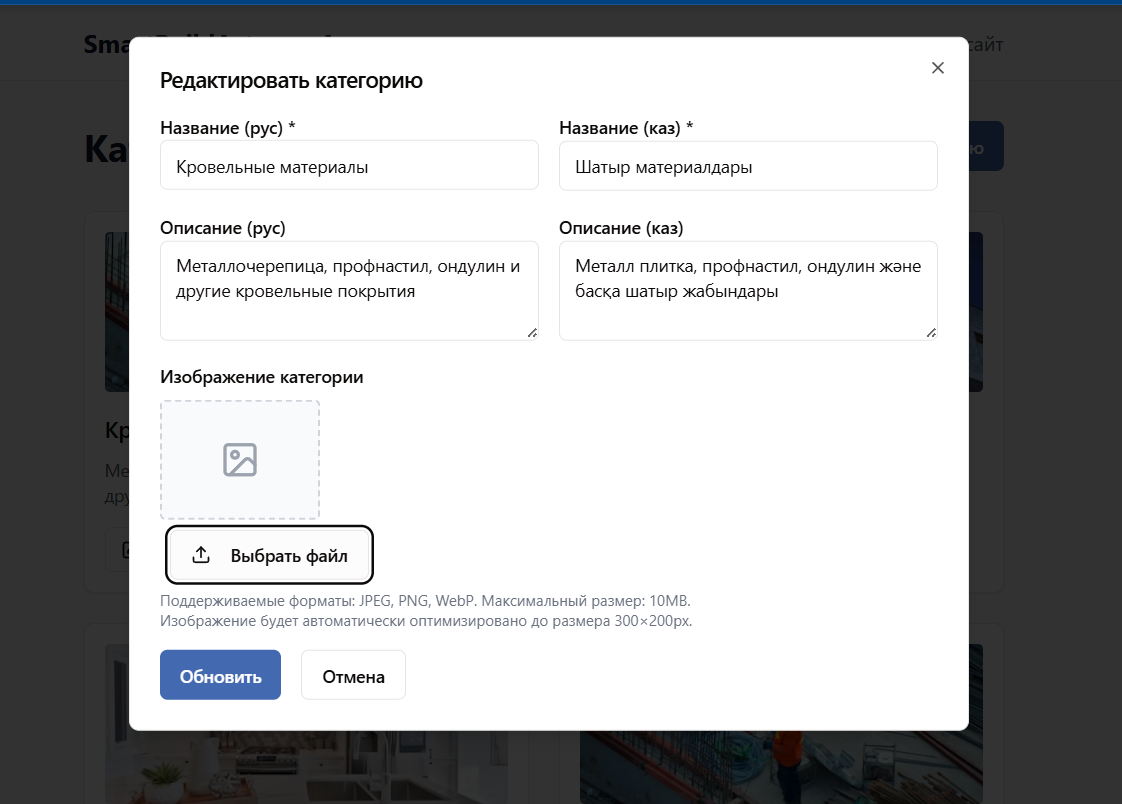 сайт
Редактировать категорию
Название (рус) *
Название (каз) *
Кровельные материалы
Шатыр материалдары
Описание (рус)
Описание (каз)
Металлочерепица, профнастил, ондулин и
другие кровельные покрытия
Металл плитка, профнастил, ондулин және
басқа шатыр жабындары
Изображение категории
Выбрать файл
Поддерживаемые форматы: JPEG, PNG, WebP. Максимальный размер: 10MB.
Изображение будет автоматически оптимизировано до размера 300×200px.
Обновить
Отмена